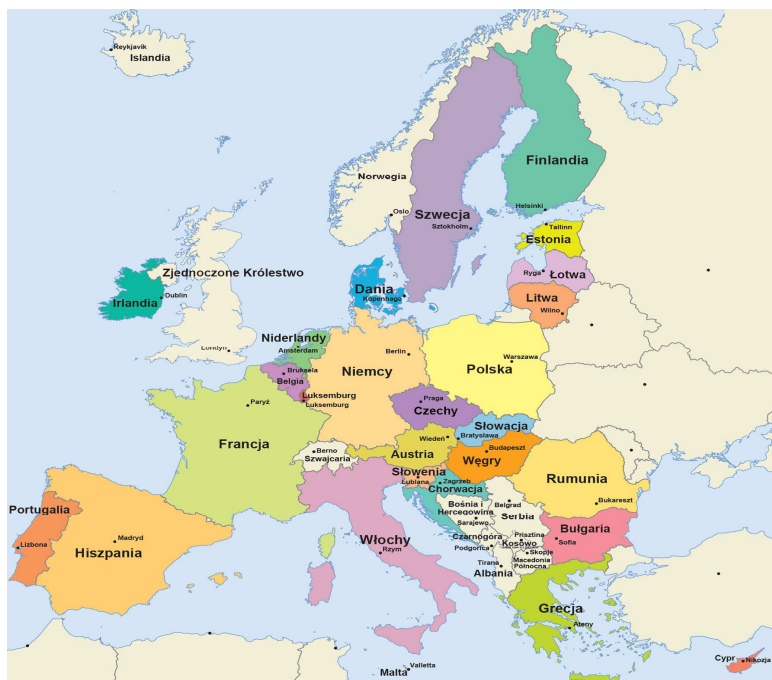 Reykjavik
Islandia
Norwegia
Oslo
Szwecja
Sztokholm
Finlandia
Helsinki
Tallinn
Estonia
Ryga
Łotwa
Litwa
Wilno
Zjednoczone Królestwo
Irlandia
Dublin
Londyn
Dania
Kopenhaga
Niderlandy
Amsterdam
Bruksela
Belgia
Luksemburg
Luksemburg
Berlin
Niemcy
Warszawa
Polska
Praga
Czechy
Słowacja
Bratysława
Wiedeń
Austria
Budapeszt
Węgry
Paryż
Francja
Berno
Szwajcaria
Słowenia
Lublana
Zagrzeb
Chorwacja
Rumunia
Bukareszt
Portugalia
Lizbona
Madryd
Hiszpania
Włochy
Rzym
Bośnia i
Hercegowina
Sarajewo
Belgrad
Serbia
Czarnogóra
Podgorica
Prisztina
Kosowo
Skopje
Macedonia
Północna
Tirana
Albania
Bułgaria
Sofia
Grecja
Ateny
Valletta
Malta
Cypr
Nikozja